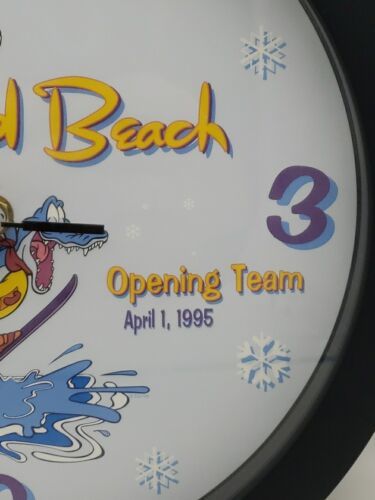 d Beach
3
Opening Team
April 1, 1995